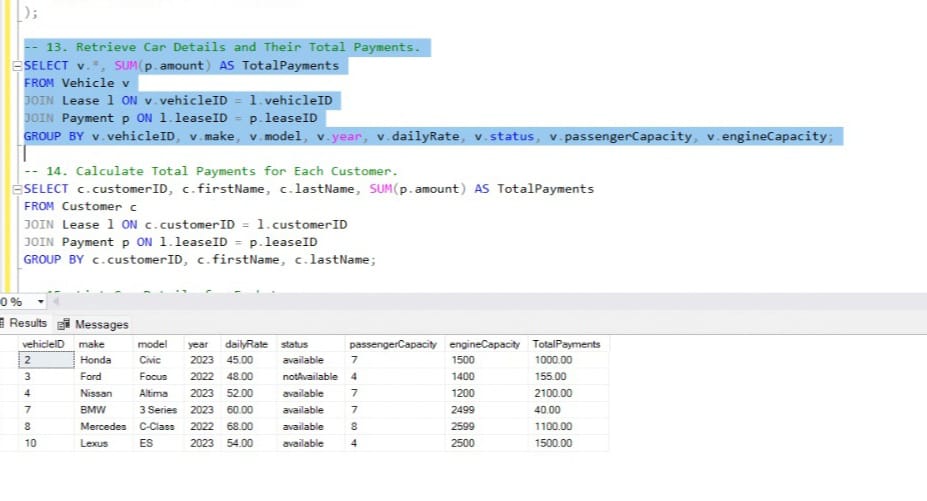 );
-- 13. Retrieve Car Details and Their Total Payments.
SELECT v.*, SUM(p.amount) AS TotalPayments
FROM Vehicle v
JOIN Lease l ON v.vehicleID = l.vehicleID
JOIN Payment p ON l.leaseID = p.leaseID
GROUP BY v.vehicleID, v.make, v.model, v.year, v.dailyRate, v.status, v.passengerCapacity, v.engineCapacity;
-- 14. Calculate Total Payments for Each Customer.
SELECT c.customerID, c.firstName, c.lastName, SUM(p.amount) AS TotalPayments
FROM Customer c
JOIN Lease l ON c.customerID = l.customerID
JOIN Payment p ON l.leaseID = p.leaseID
GROUP BY c.customerID, c.firstName, c.lastName;
0 %
Results Messages
vehicleID make model year dailyRate status passengerCapacity engineCapacity TotalPayments
2 Honda Civic 2023 45.00 available 7 1500 1000.00
3 Ford Focus 2022 48.00 notAvailable 4 1400 155.00
4 Nissan Altima 2023 52.00 available 7 1200 2100.00
7 BMW 3 Series 2023 60.00 available 7 2499 40.00
8 Mercedes C-Class 2022 68.00 available 8 2599 1100.00
10 Lexus ES 2023 54.00 available 4 2500 1500.00